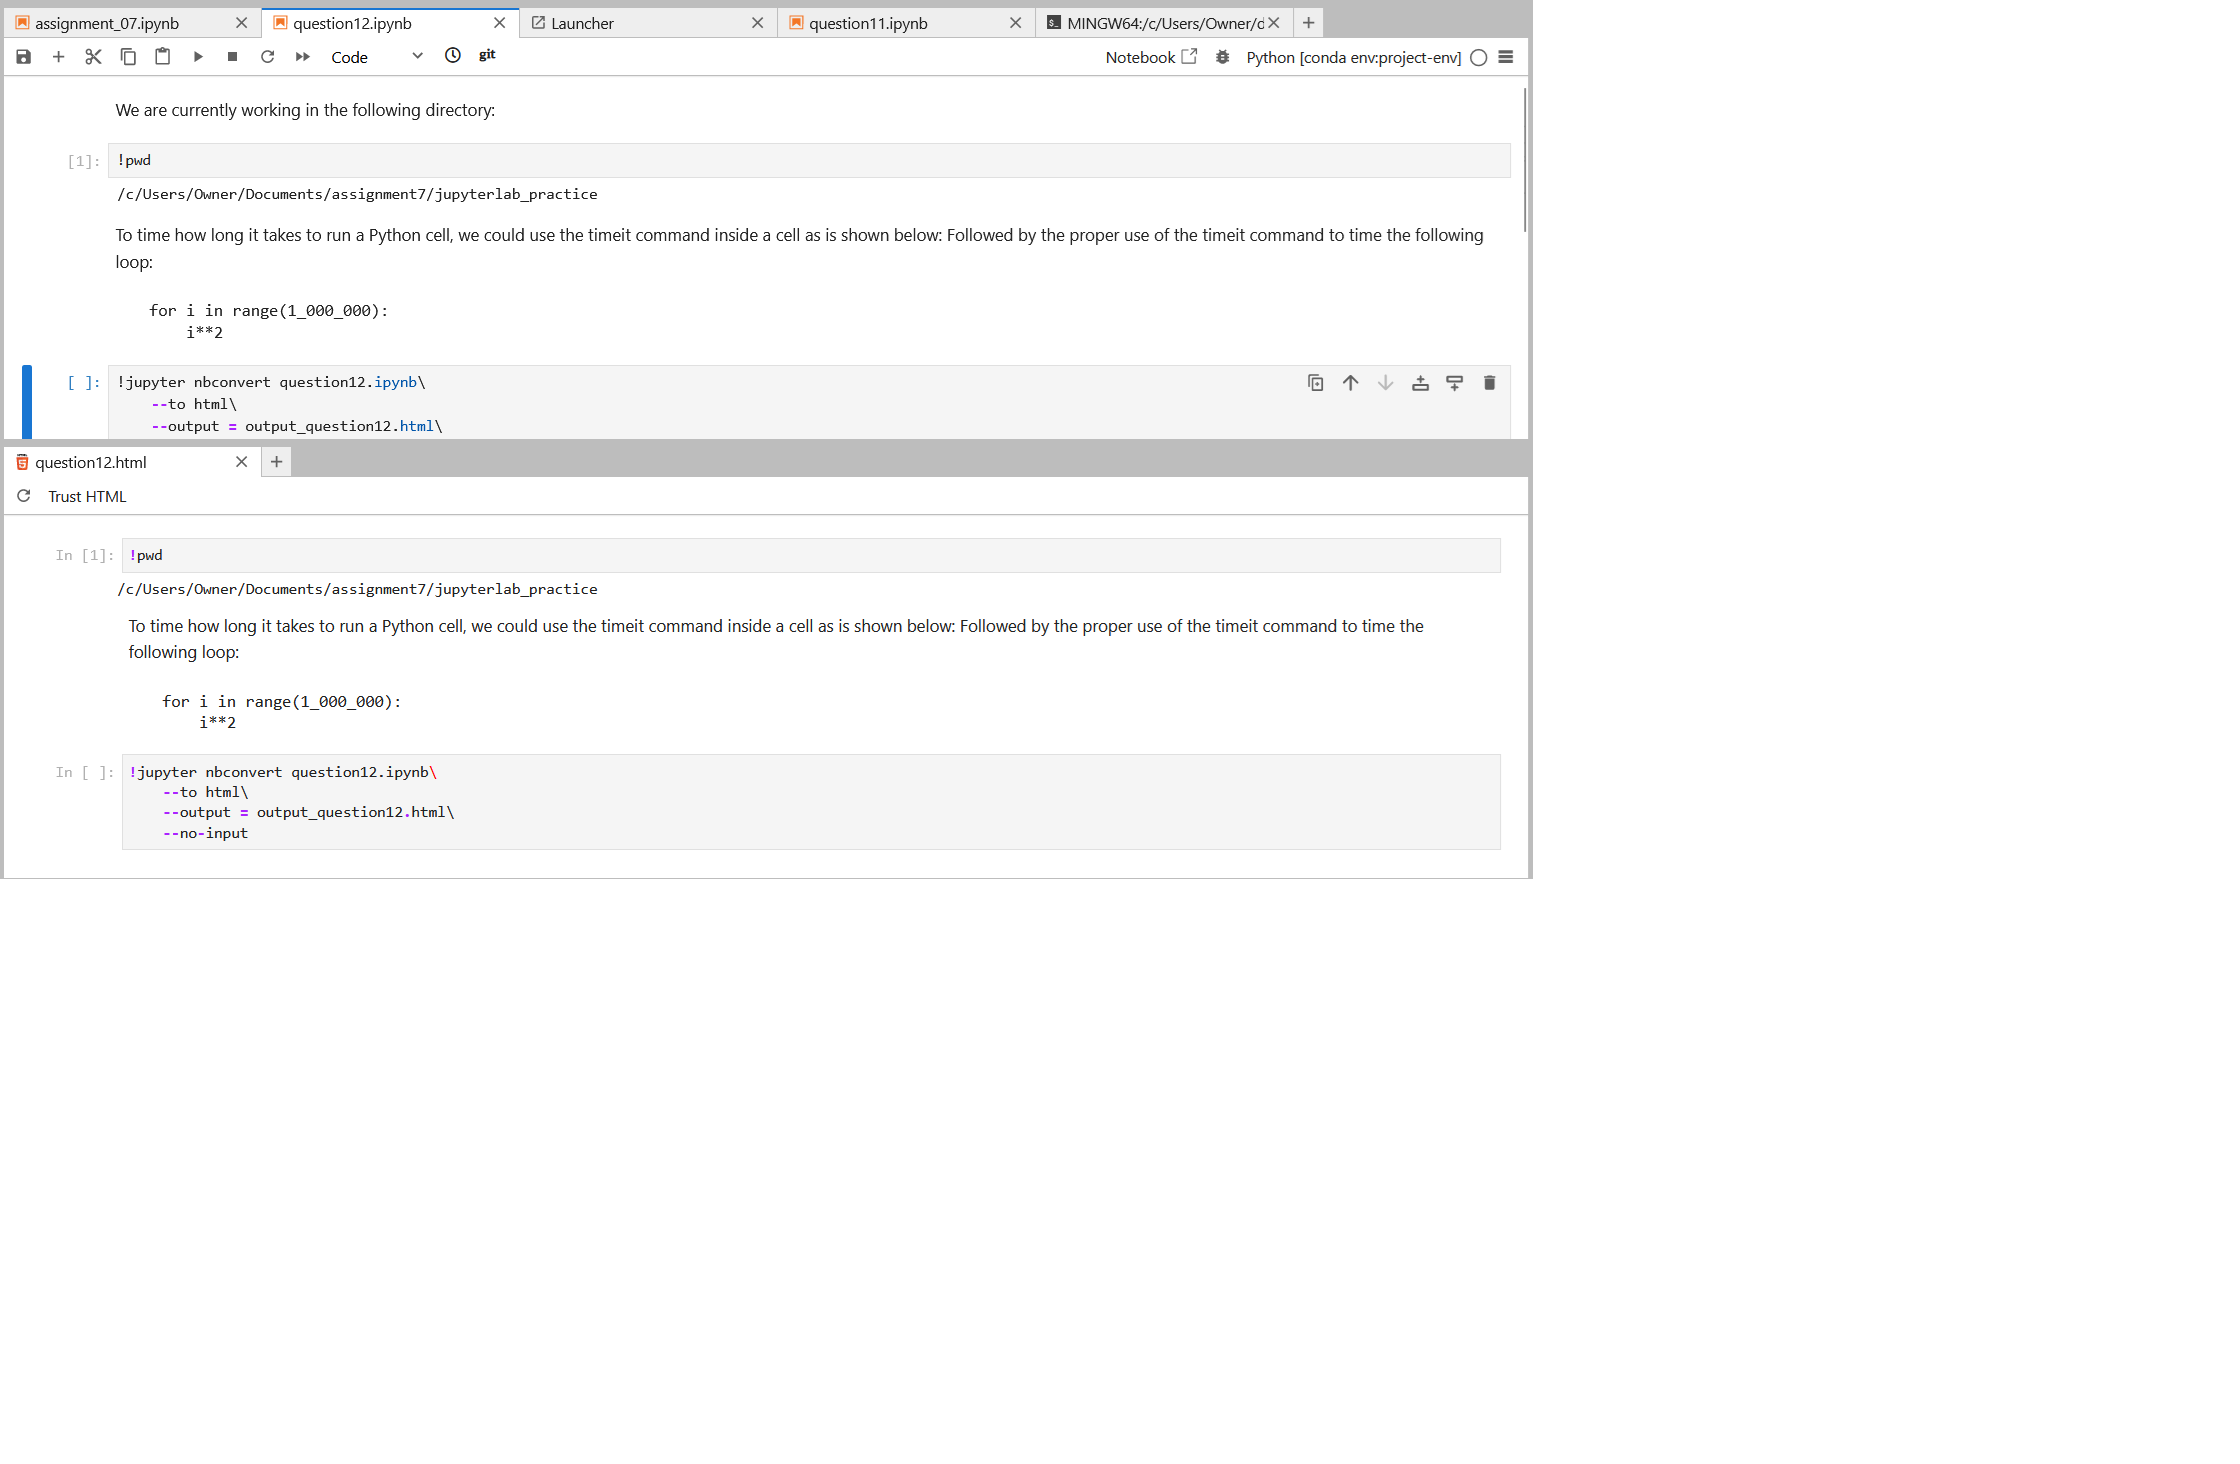 assignment_07.ipynb
question12.ipynb
Launcher
question11.ipynb
MINGW64:/c/Users/Owner/d
Code
git
Notebook
Python [conda env:project-env]
We are currently working in the following directory:
[1]:
!pwd
/c/Users/Owner/Documents/assignment7/jupyterlab_practice
To time how long it takes to run a Python cell, we could use the timeit command inside a cell as is shown below: Followed by the proper use of the timeit command to time the following
loop:
for i in range(1_000_000):
    i**2
[ ]:
!jupyter nbconvert question12.ipynb\
    --to html\
    --output = output_question12.html\
question12.html
Trust HTML
In [1]:
!pwd
/c/Users/Owner/Documents/assignment7/jupyterlab_practice
To time how long it takes to run a Python cell, we could use the timeit command inside a cell as is shown below: Followed by the proper use of the timeit command to time the
following loop:
for i in range(1_000_000):
    i**2
In [ ]:
!jupyter nbconvert question12.ipynb\
    --to html\
    --output = output_question12.html\
    --no-input